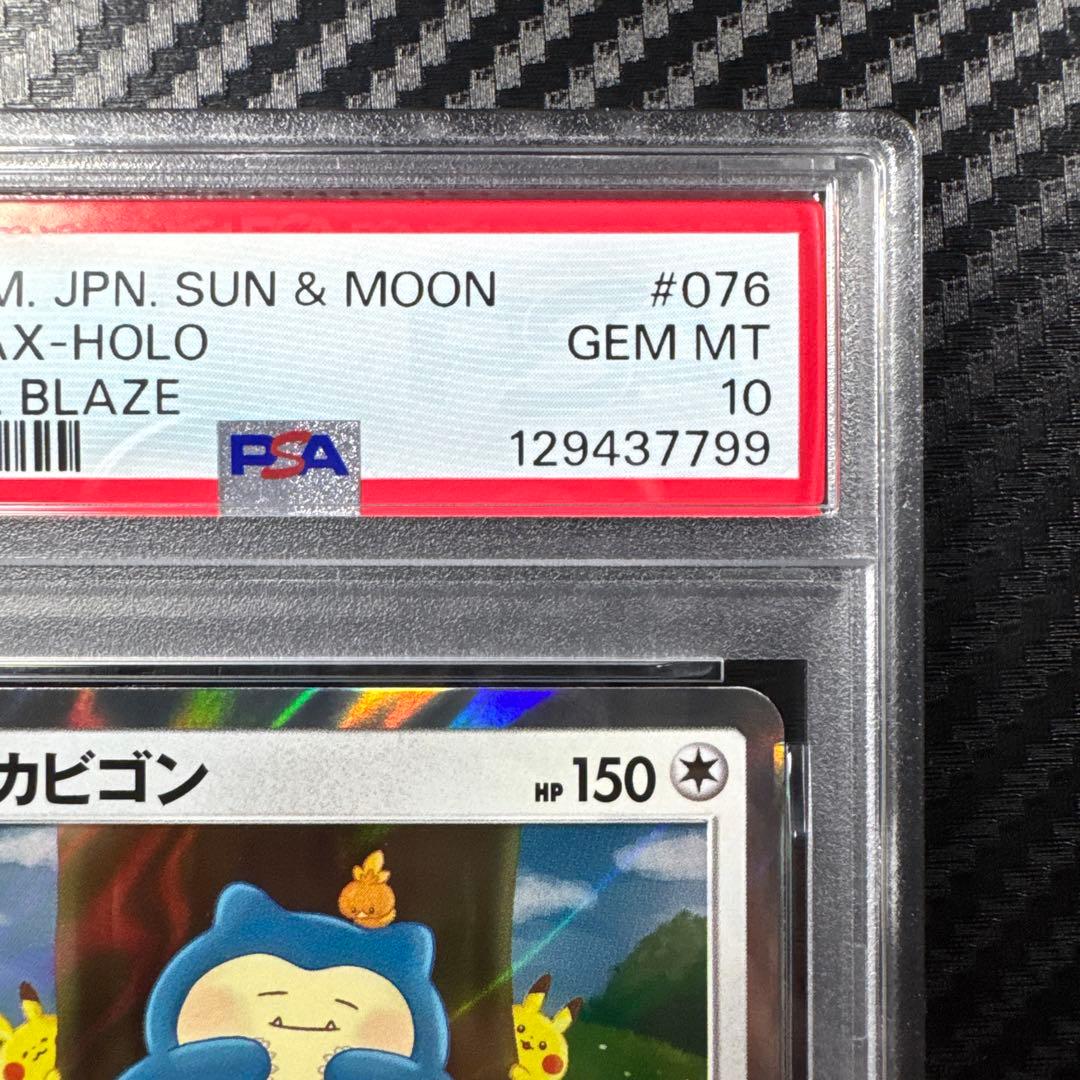 M. JPN. SUN & MOON #076
AX-HOLO GEM MT
BLAZE 10
PSA 129437799
カビゴン HP 150